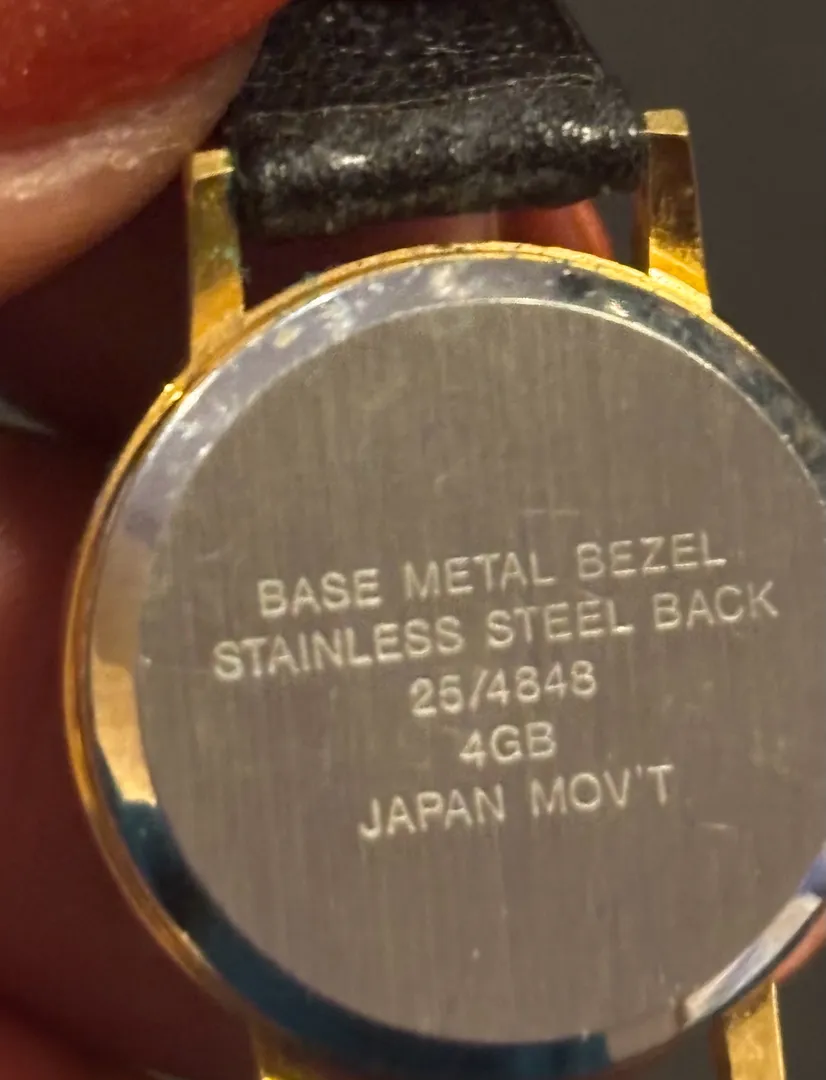 BASE METAL BEZEL
STAINLESS STEEL BACK
25/4848
4GB
JAPAN MOV'T